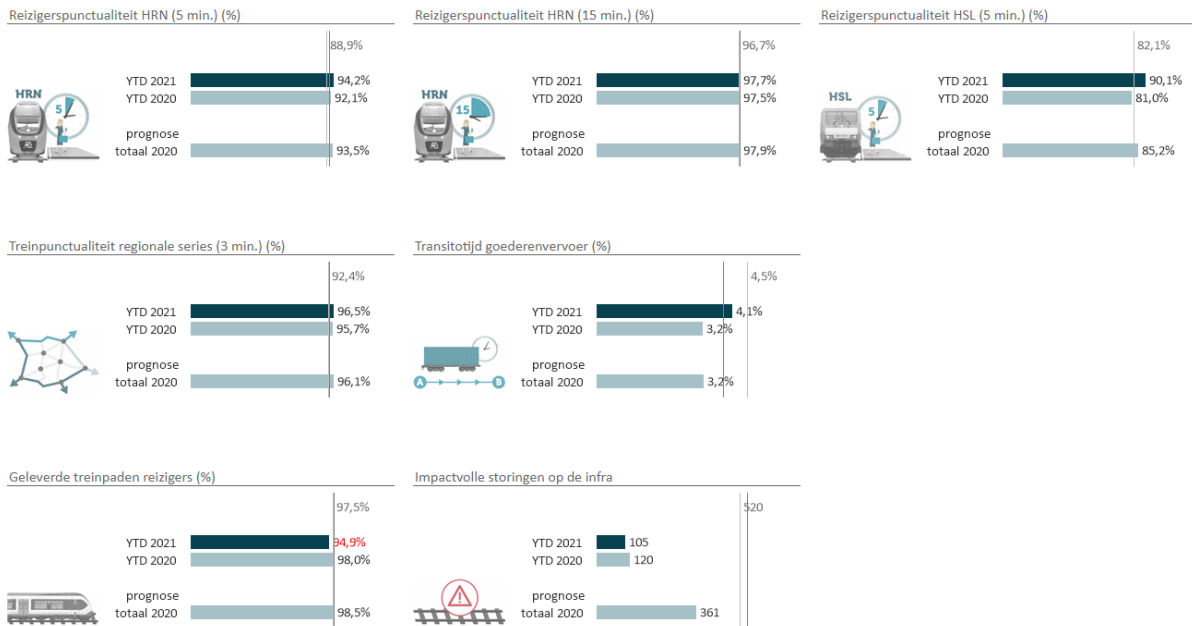 Reizigerspunctualiteit HRN (5 min.) (%)
88,9%
YTD 2021 94,2%
YTD 2020 92,1%
HRN
5
prognose
totaal 2020 93,5%
Reizigerspunctualiteit HRN (15 min.) (%)
96,7%
YTD 2021 97,7%
YTD 2020 97,5%
HRN
15
prognose
totaal 2020 97,9%
Reizigerspunctualiteit HSL (5 min.) (%)
82,1%
YTD 2021 90,1%
YTD 2020 81,0%
HSL
5
prognose
totaal 2020 85,2%
Treinpunctualiteit regionale series (3 min.) (%)
92,4%
YTD 2021 96,5%
YTD 2020 95,7%
prognose
totaal 2020 96,1%
Transitotijd goederenvervoer (%)
4,5%
YTD 2021 4,1%
YTD 2020 3,2%
prognose
A B
totaal 2020 3,2%
Geleverde treinpaden reizigers (%)
97,5%
YTD 2021 94,9%
YTD 2020 98,0%
prognose
totaal 2020 98,5%
Impactvolle storingen op de infra
520
YTD 2021 105
YTD 2020 120
prognose
totaal 2020 361